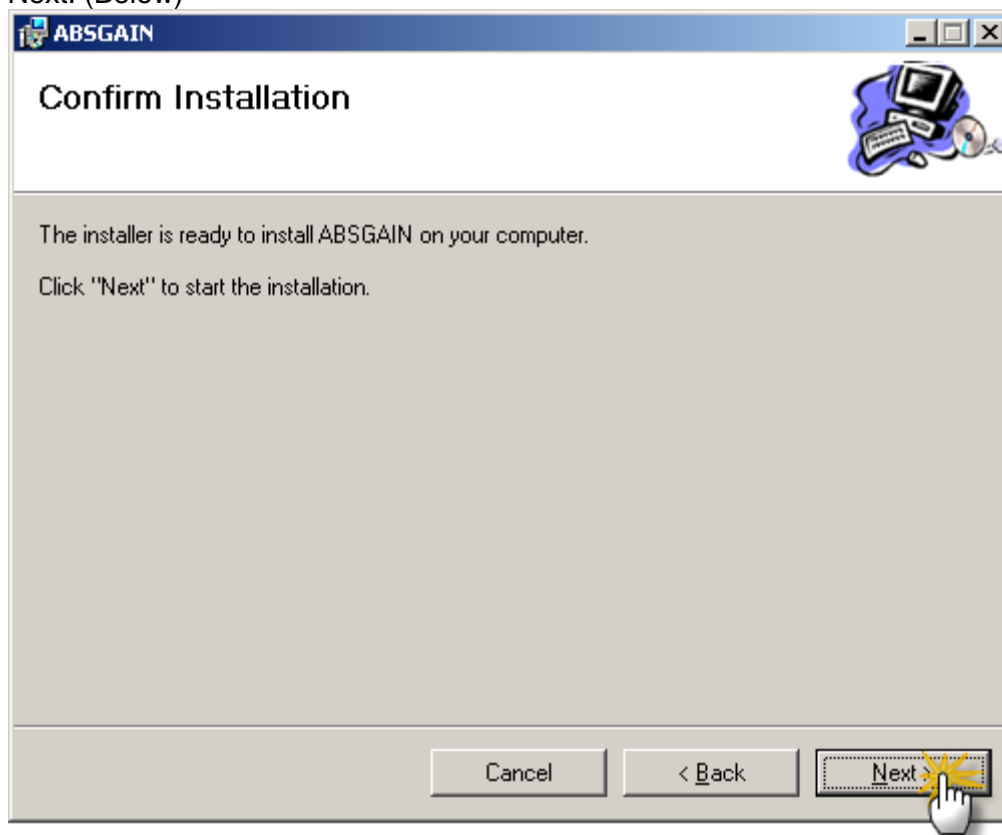 Next. (Below)
ABSGAIN
Confirm Installation
The installer is ready to install ABSGAIN on your computer.
Click "Next" to start the installation.
Cancel
< Back
Next >